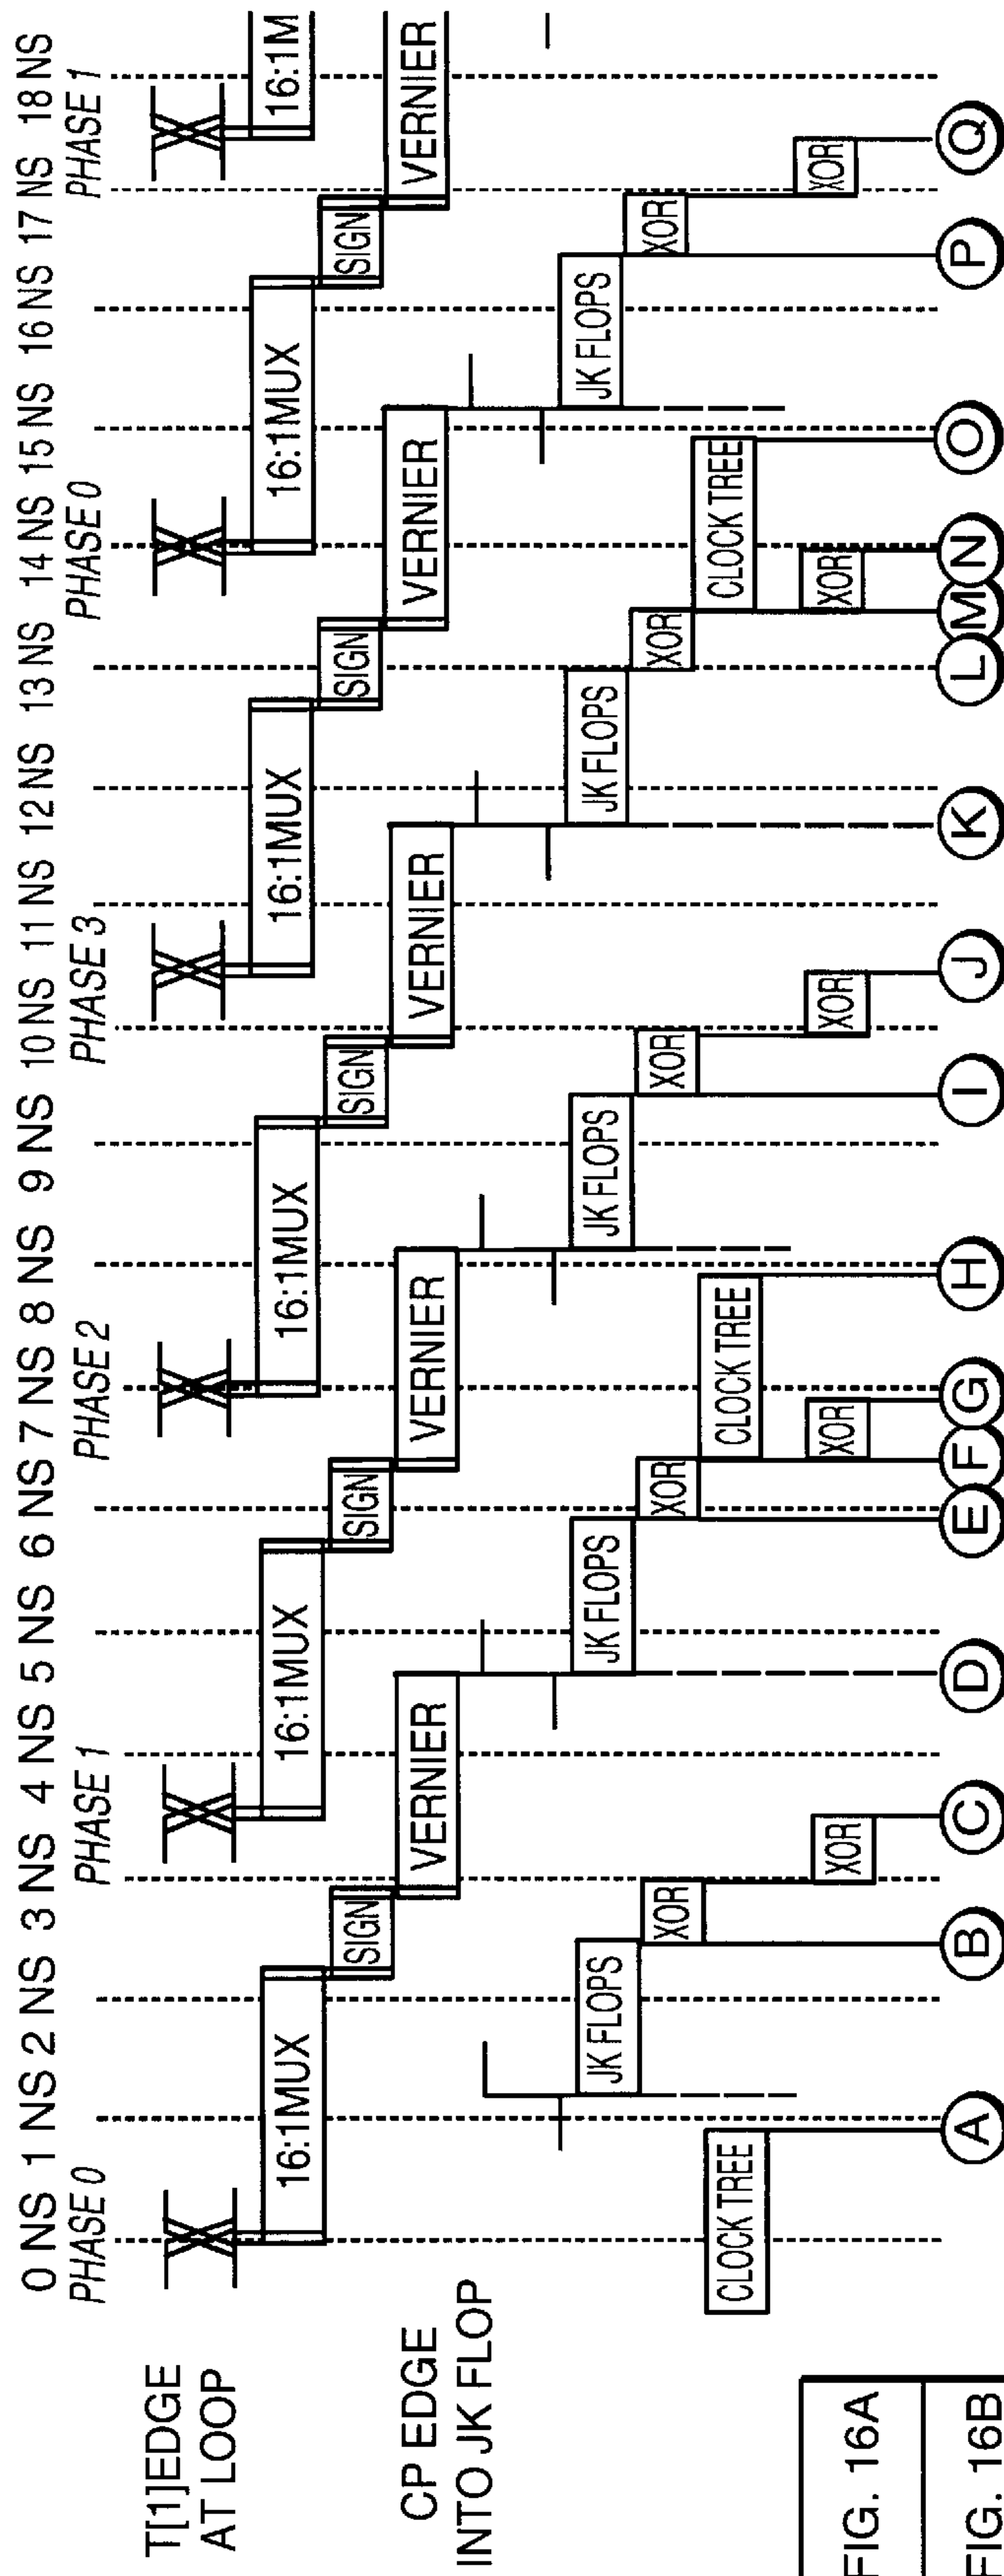 0 NS 1 NS 2 NS 3 NS 4 NS 5 NS 6 NS 7 NS 8 NS 9 NS 10 NS 11 NS 12 NS 13 NS 14 NS 15 NS 16 NS 17 NS 18 NS
PHASE 0 PHASE 1 PHASE 2 PHASE 3 PHASE 0 PHASE 1
T[1]EDGE
AT LOOP
16:1MUX 16:1MUX 16:1MUX 16:1MUX 16:1MUX 16:1M
SIGN SIGN SIGN SIGN SIGN
VERNIER VERNIER VERNIER VERNIER VERNIER
CP EDGE
INTO JK FLOP
JK FLOPS JK FLOPS JK FLOPS JK FLOPS JK FLOPS
XOR XOR XOR XOR XOR
CLOCK TREE CLOCK TREE CLOCK TREE
XOR XOR XOR XOR XOR
A B C D E F G H I J K L M N O P Q
FIG. 16A
FIG. 16B